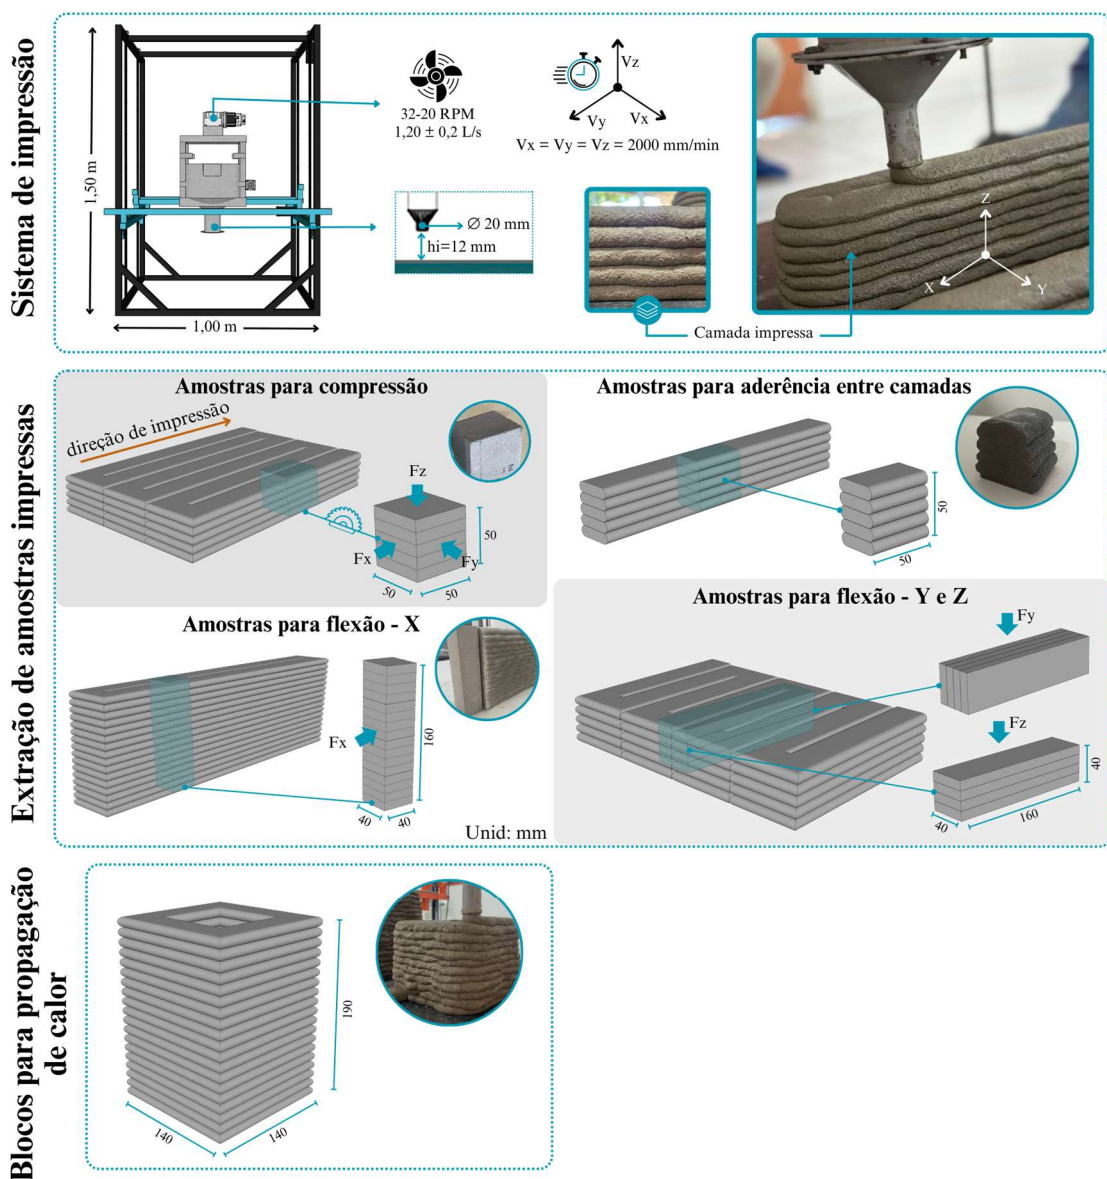 Sistema de impressão
1,50 m
1,00 m
32-20 RPM
1,20 ± 0,2 L/s
Vz
Vy
Vx
Vx = Vy = Vz = 2000 mm/min
Ø 20 mm
hi=12 mm
Camada impressa
Z
X
Y
Extração de amostras impressas
Amostras para compressão
direção de impressão
Fz
Fx
Fy
50
50
50
Amostras para aderência entre camadas
50
50
Amostras para flexão - X
Fx
160
40
40
Unid: mm
Amostras para flexão - Y e Z
Fy
Fz
40
40
160
Blocos para propagação
de calor
190
140
140